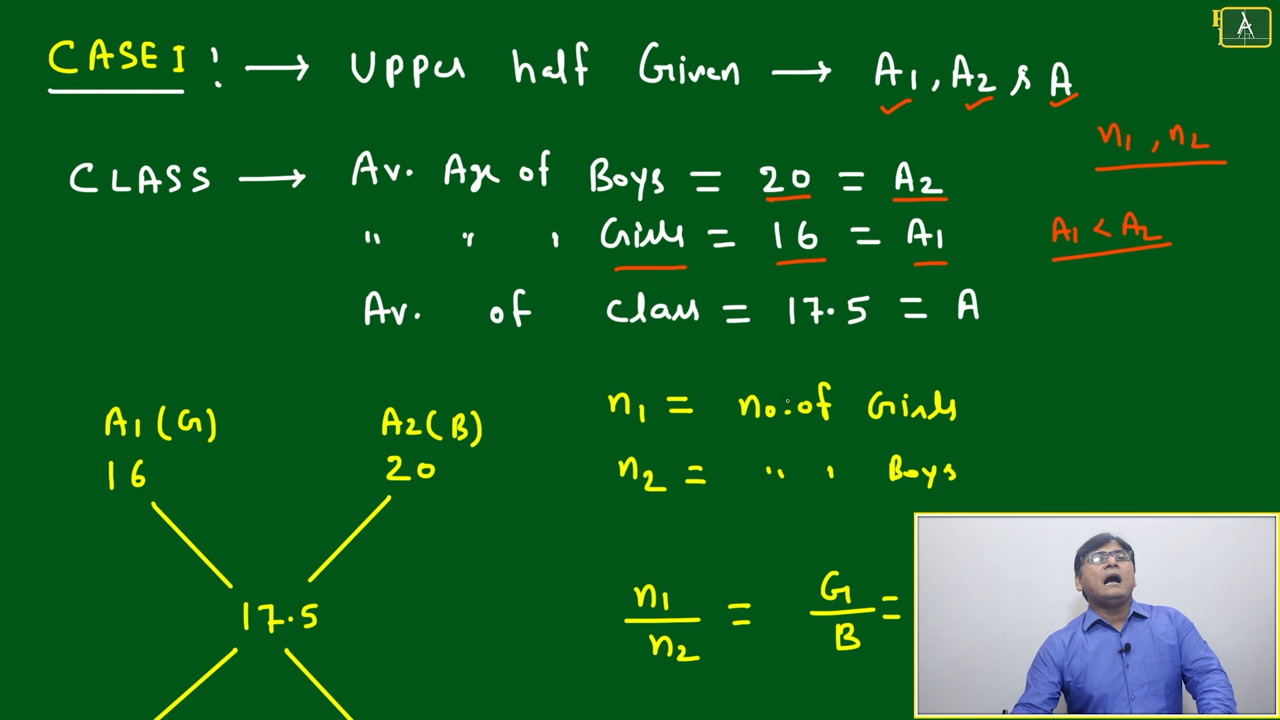 CASE I : → Upper half Given → A1, A2 & A
n1, n2
CLASS → Av. Age of Boys = 20 = A2
" " , Girls = 16 = A1
A1 < A2
Av. of Class = 17.5 = A
A1 (G) A2 (B)
16 20
17.5
n1 = no. of Girls
n2 = " , Boys
n1/n2 = G/B =